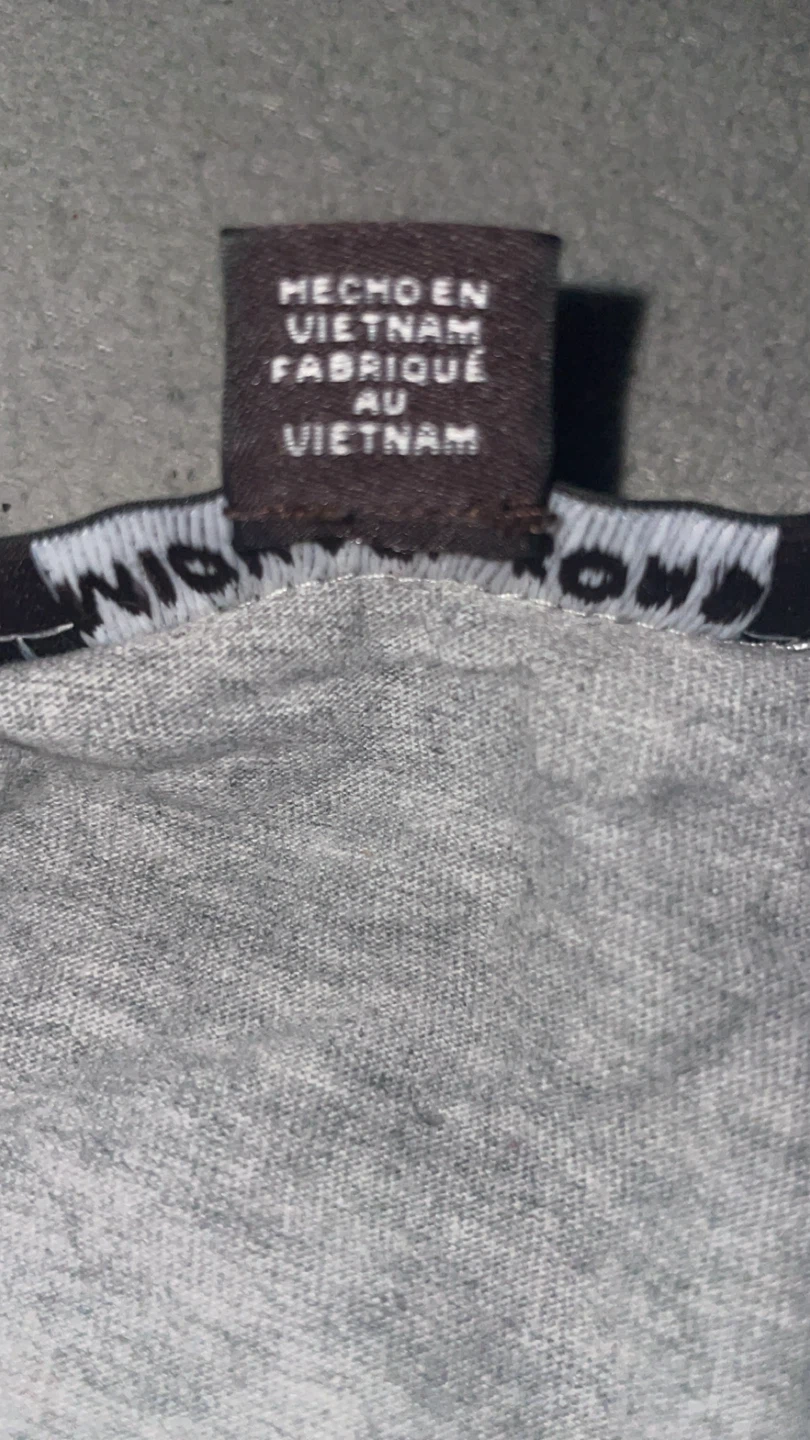 HECHO EN
VIETNAM
FABRIQUÉ
AU
VIETNAM